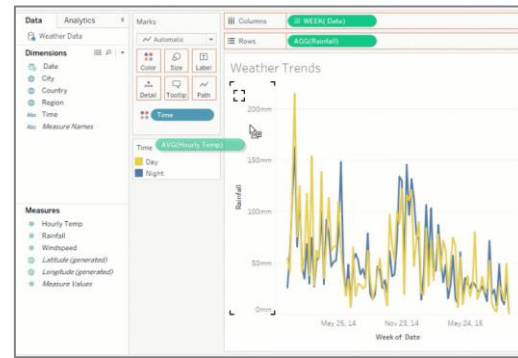 Data Analytics
Weather Data
Dimensions
Date
City
Country
Region
Abc Time
Abc Measure Names
Measures
Hourly Temp
Rainfall
Windspeed
Latitude (generated)
Longitude (generated)
Measure Values
Marks
Automatic
Color Size Label
Detail Tooltip Path
Time
Time AVG(Hourly Temp)
Day
Night
Columns WEEK( Date)
Rows AGG(Rainfall)
Weather Trends
200mm
150mm
100mm
50mm
0mm
Rainfall
May 25, 14 Nov 23, 14 May 24, 15
Week of Date